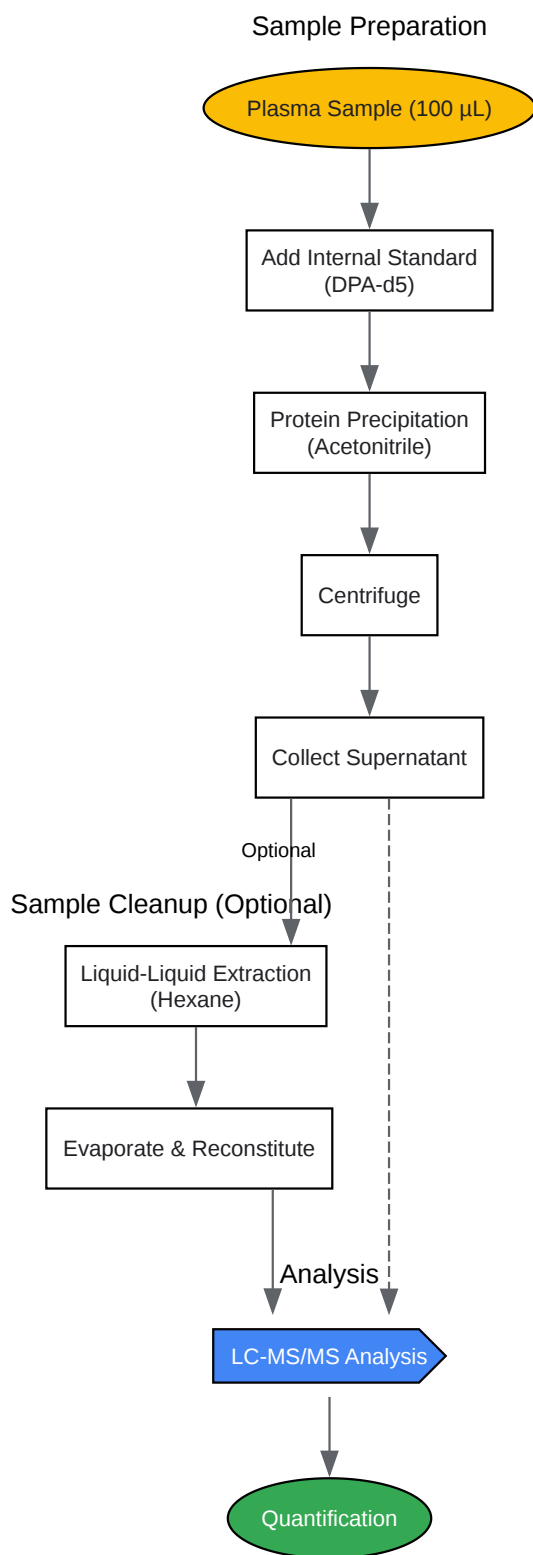 Sample Preparation
Plasma Sample (100 µL)
Add Internal Standard
(DPA-d5)
Protein Precipitation
(Acetonitrile)
Centrifuge
Collect Supernatant
Optional
Sample Cleanup (Optional)
Liquid-Liquid Extraction
(Hexane)
Evaporate & Reconstitute
Analysis
LC-MS/MS Analysis
Quantification